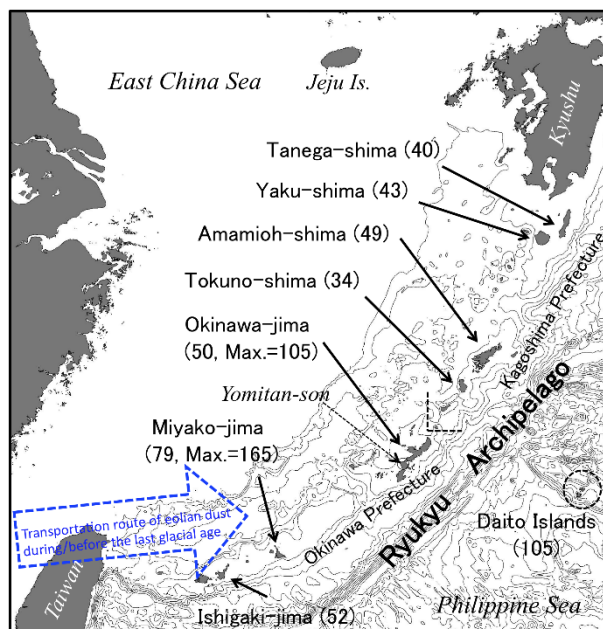 East China Sea
Jeju Is.
Kyushu
Tanega-shima (40)
Yaku-shima (43)
Amamioh-shima (49)
Tokuno-shima (34)
Kagoshima Prefecture
Okinawa-jima
(50, Max.=105)
Yomitan-son
Ryukyu Archipelago
Miyako-jima
(79, Max.=165)
Okinawa Prefecture
Transportation route of eolian dust
during/before the last glacial age
Daito Islands
(105)
Taiwan
Ishigaki-jima (52)
Philippine Sea